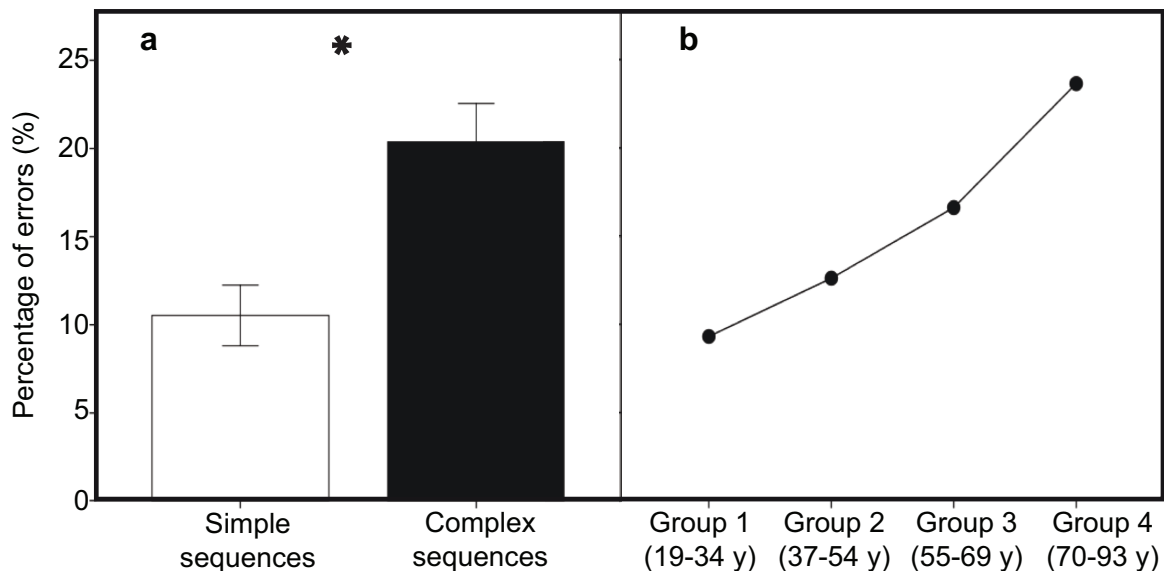 a
*
b
Percentage of errors (%)
25
20
15
10
5
0
Simple
sequences
Complex
sequences
Group 1
(19-34 y)
Group 2
(37-54 y)
Group 3
(55-69 y)
Group 4
(70-93 y)